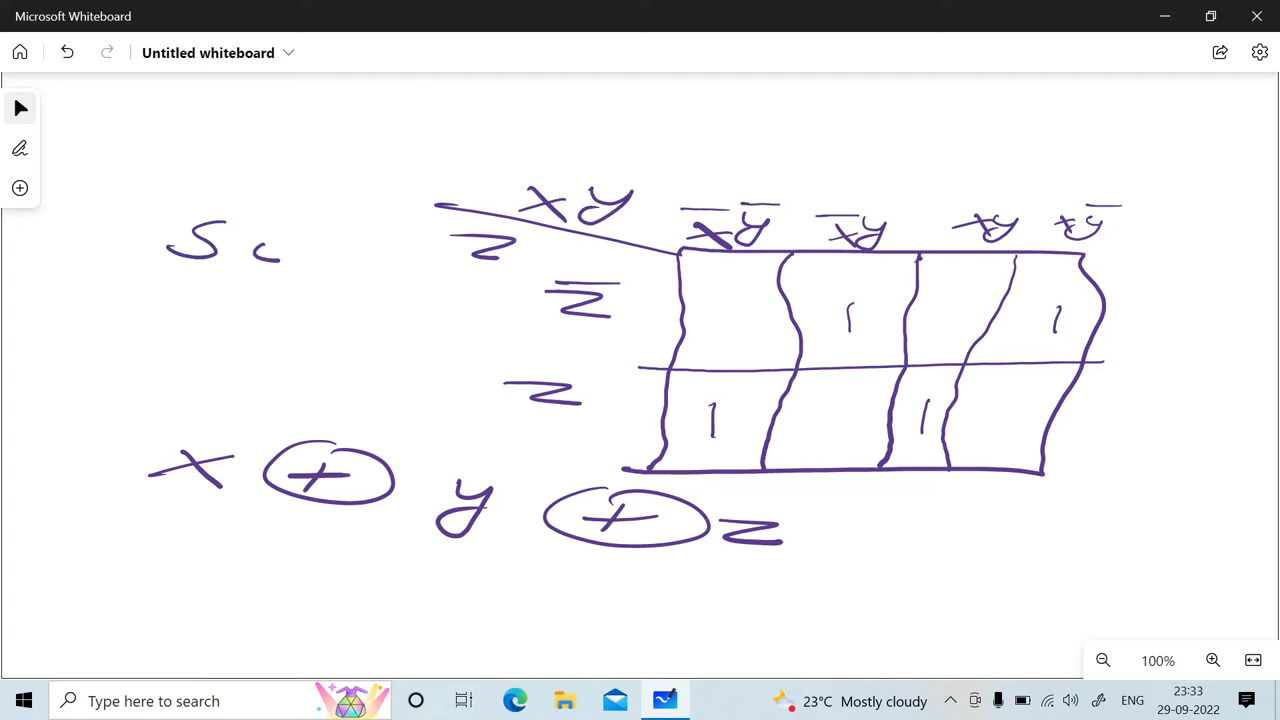 Microsoft Whiteboard
Untitled whiteboard
xy
z
x̅y̅
x̅y
xy
xy̅
S c
z̅
1
1
z
1
1
x ⊕ y ⊕ z
100%
Type here to search
23°C Mostly cloudy
ENG
23:33
29-09-2022